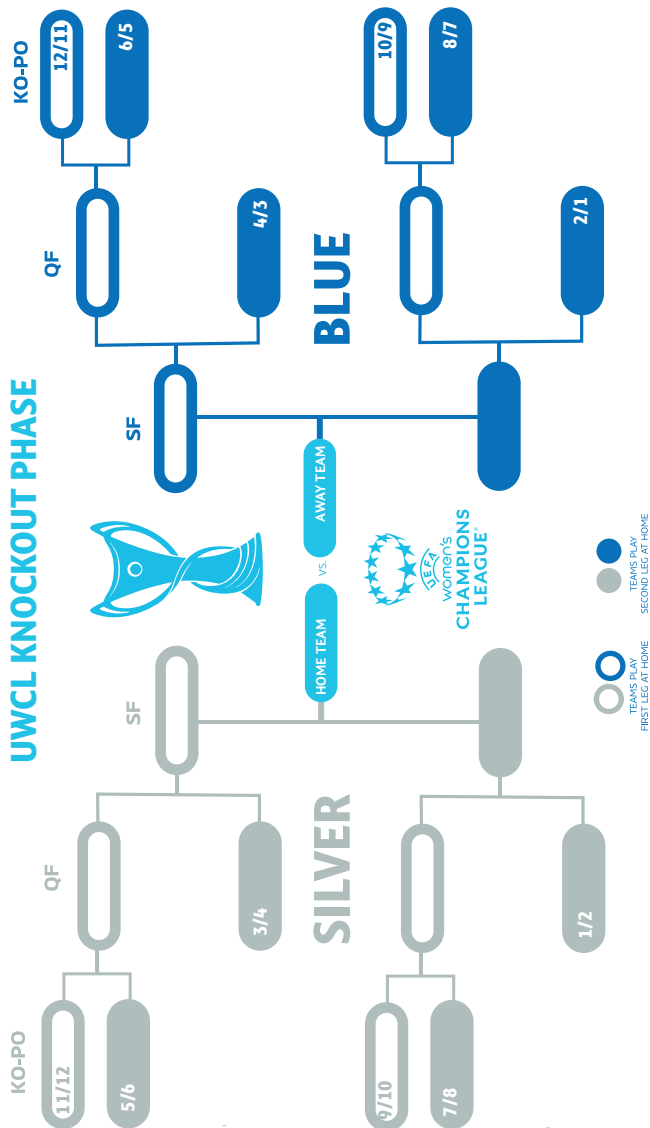 UWCL KNOCKOUT PHASE
KO-PO
QF
SF
SF
QF
KO-PO
11/12
5/6
3/4
SILVER
9/10
7/8
1/2
HOME TEAM
VS.
AWAY TEAM
UEFA
women's
CHAMPIONS
LEAGUE®
12/11
6/5
4/3
BLUE
10/9
8/7
2/1
TEAMS PLAY
FIRST LEG AT HOME
TEAMS PLAY
SECOND LEG AT HOME